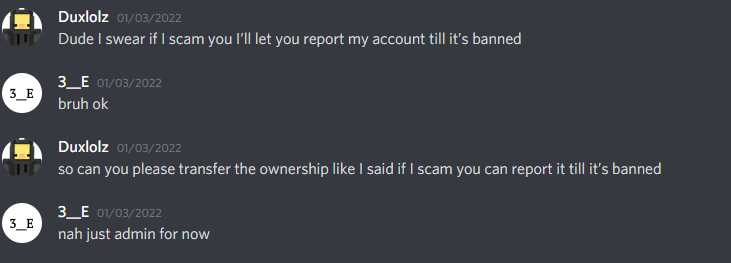 Duxlolz 01/03/2022
Dude I swear if I scam you I'll let you report my account till it's banned
3__E 3__E 01/03/2022
bruh ok
Duxlolz 01/03/2022
so can you please transfer the ownership like I said if I scam you can report it till it's banned
3__E 3__E 01/03/2022
nah just admin for now